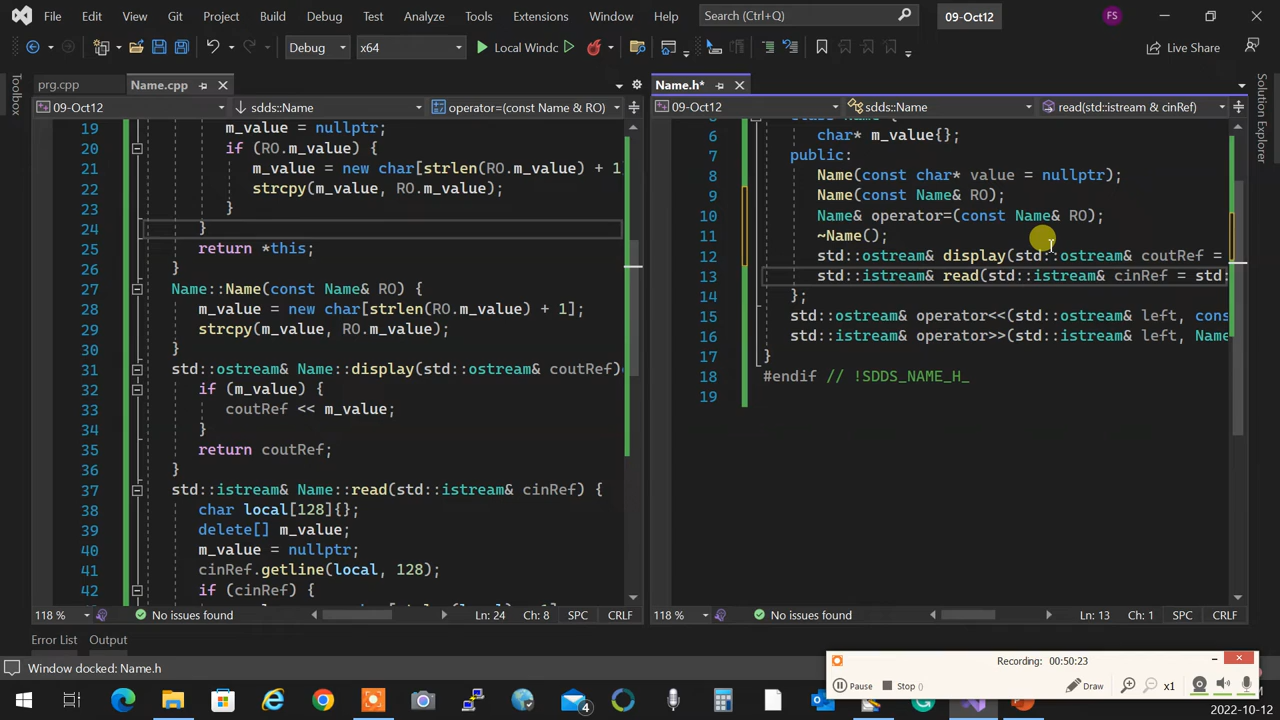 File Edit View Git Project Build Debug Test Analyze Tools Extensions Window Help Search (Ctrl+Q) 09-Oct12 FS
Debug x64 Local Windc Live Share
prg.cpp Name.cpp Name.h*
09-Oct12 sdds::Name operator=(const Name & RO) 09-Oct12 sdds::Name read(std::istream & cinRef)
Toolbox
Solution Explorer
19 m_value = nullptr;
20 if (RO.m_value) {
21 m_value = new char[strlen(RO.m_value) + 1
22 strcpy(m_value, RO.m_value);
23 }
24 }
25 return *this;
26 }
27 Name::Name(const Name& RO) {
28 m_value = new char[strlen(RO.m_value) + 1];
29 strcpy(m_value, RO.m_value);
30 }
31 std::ostream& Name::display(std::ostream& coutRef)
32 if (m_value) {
33 coutRef << m_value;
34 }
35 return coutRef;
36 }
37 std::istream& Name::read(std::istream& cinRef) {
38 char local[128]{};
39 delete[] m_value;
40 m_value = nullptr;
41 cinRef.getline(local, 128);
42 if (cinRef) {
6 char* m_value{};
7 public:
8 Name(const char* value = nullptr);
9 Name(const Name& RO);
10 Name& operator=(const Name& RO);
11 ~Name();
12 std::ostream& display(std::ostream& coutRef =
13 std::istream& read(std::istream& cinRef = std:
14 };
15 std::ostream& operator<<(std::ostream& left, cons
16 std::istream& operator>>(std::istream& left, Name
17 }
18 #endif // !SDDS_NAME_H_
19
118 % No issues found Ln: 24 Ch: 8 SPC CRLF
118 % No issues found Ln: 13 Ch: 1 SPC CRLF
Error List Output
Window docked: Name.h
Recording: 00:50:23
Pause Stop () Draw x1
4
2022-10-12